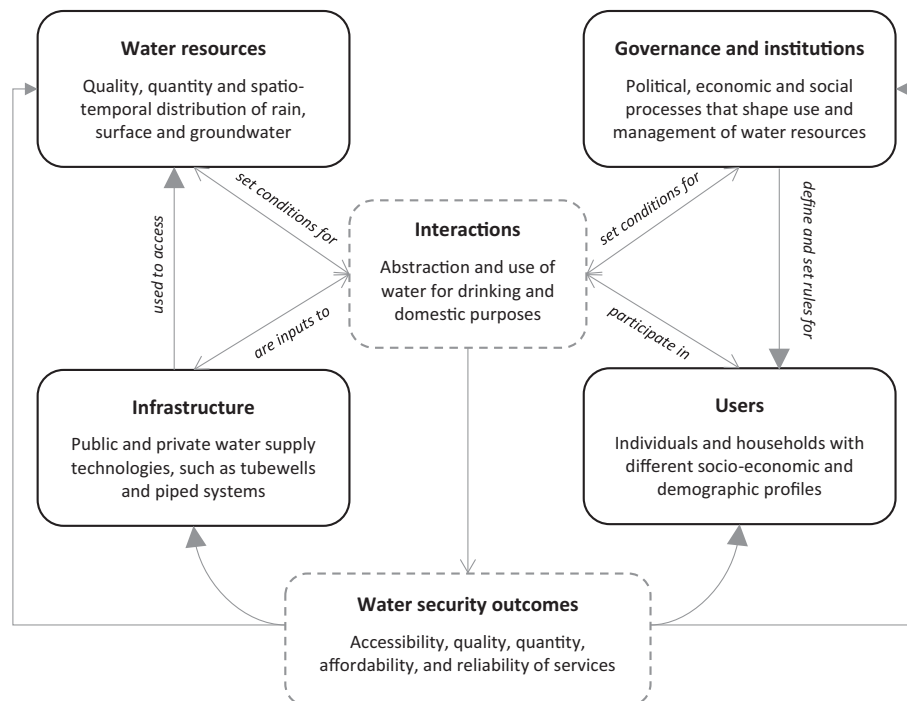 Water resources
Quality, quantity and spatio-
temporal distribution of rain,
surface and groundwater
Governance and institutions
Political, economic and social
processes that shape use and
management of water resources
set conditions for
set conditions for
used to access
define and set rules for
Interactions
Abstraction and use of
water for drinking and
domestic purposes
are inputs to
participate in
Infrastructure
Public and private water supply
technologies, such as tubewells
and piped systems
Users
Individuals and households with
different socio-economic and
demographic profiles
Water security outcomes
Accessibility, quality, quantity,
affordability, and reliability of services